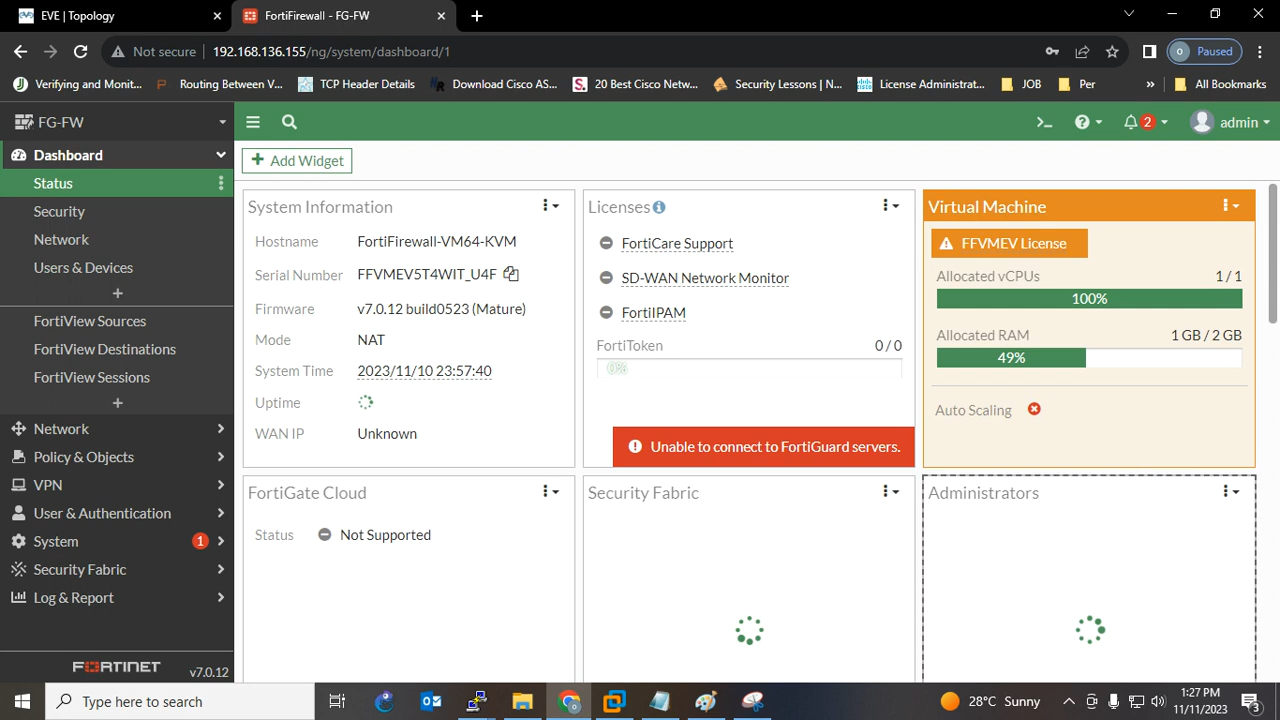 EVE | Topology
FortiFirewall - FG-FW
Not secure
192.168.136.155/ng/system/dashboard/1
Paused
Verifying and Monit...
Routing Between V...
TCP Header Details
Download Cisco AS...
20 Best Cisco Netw...
Security Lessons | N...
License Administrat...
JOB
Per
»
All Bookmarks
FG-FW
2
admin
Dashboard
Status
Security
Network
Users & Devices
FortiView Sources
FortiView Destinations
FortiView Sessions
Network
Policy & Objects
VPN
User & Authentication
System
1
Security Fabric
Log & Report
FORTINET
v7.0.12
Add Widget
System Information
Hostname FortiFirewall-VM64-KVM
Serial Number FFVMEV5T4WIT_U4F
Firmware v7.0.12 build0523 (Mature)
Mode NAT
System Time 2023/11/10 23:57:40
Uptime
WAN IP Unknown
Licenses
FortiCare Support
SD-WAN Network Monitor
FortiIPAM
FortiToken 0 / 0
0%
Unable to connect to FortiGuard servers.
Virtual Machine
FFVMEV License
Allocated vCPUs 1 / 1
100%
Allocated RAM 1 GB / 2 GB
49%
Auto Scaling
FortiGate Cloud
Status Not Supported
Security Fabric
Administrators
Type here to search
28°C Sunny
1:27 PM
11/11/2023
3